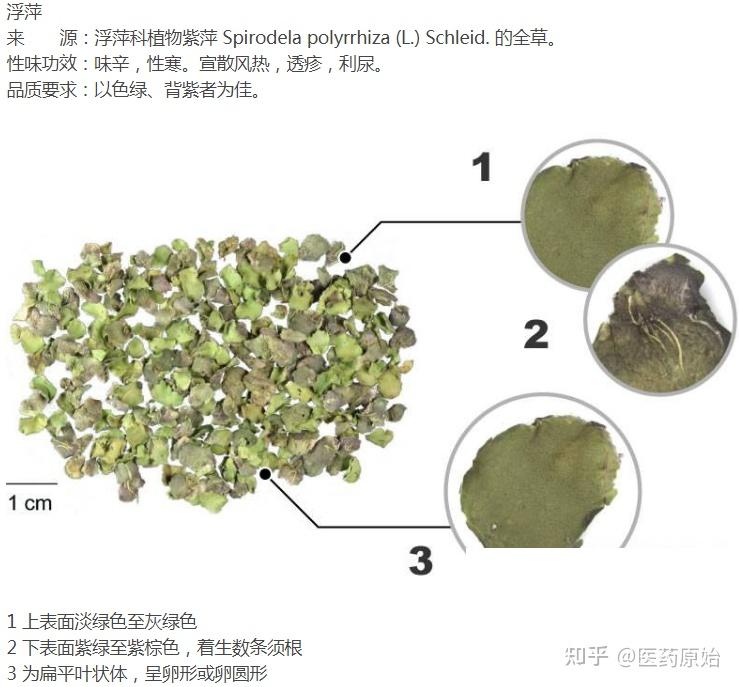 浮萍
来　　源：浮萍科植物紫萍 Spirodela polyrrhiza (L.) Schleid. 的全草。
性味功效：味辛，性寒。宣散风热，透疹，利尿。
品质要求：以色绿、背紫者为佳。
1
2
1 cm
3
1 上表面淡绿色至灰绿色
2 下表面紫绿至紫棕色，着生数条须根
3 为扁平叶状体，呈卵形或卵圆形
知乎 @医药原始